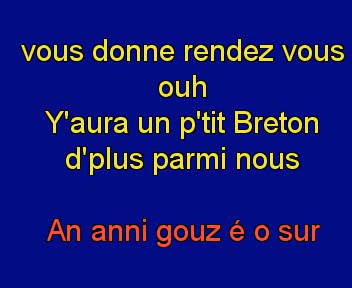 vous donne rendez vous
ouh
Y'aura un p'tit Breton
d'plus parmi nous
An anni gouz é o sur